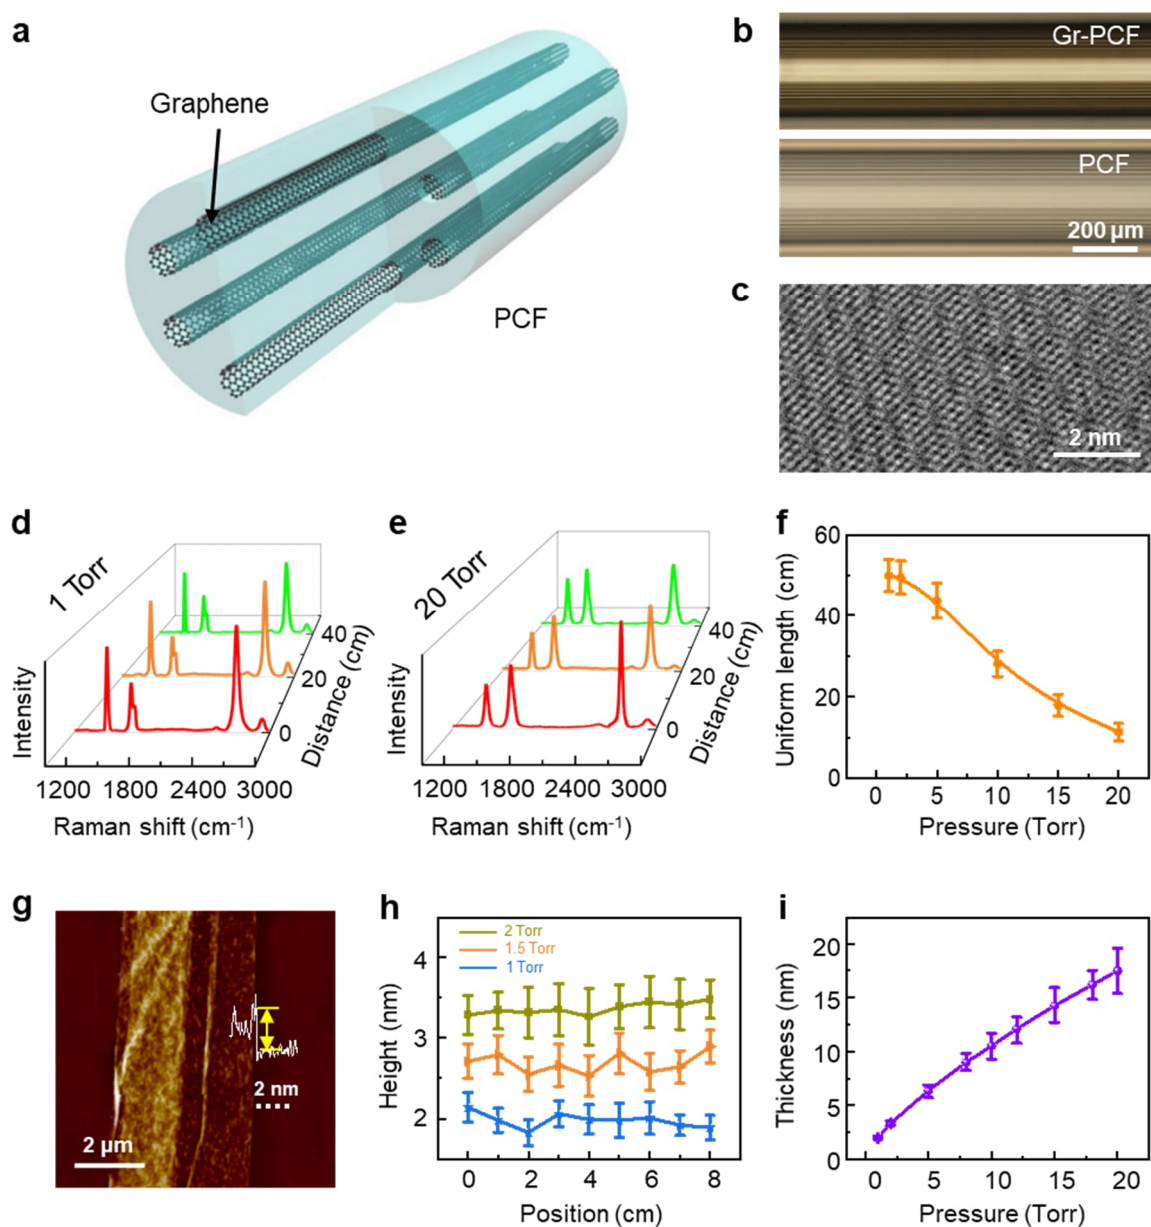 a
Graphene
PCF
b
Gr-PCF
PCF
200 μm
c
2 nm
d
1 Torr
Intensity
1200 1800 2400 3000
Raman shift (cm⁻¹)
0
20
40
Distance (cm)
e
20 Torr
Intensity
1200 1800 2400 3000
Raman shift (cm⁻¹)
0
20
40
Distance (cm)
f
Uniform length (cm)
60
40
20
0
0 5 10 15 20
Pressure (Torr)
g
2 nm
2 μm
h
2 Torr
1.5 Torr
1 Torr
Height (nm)
4
3
2
0 2 4 6 8
Position (cm)
i
Thickness (nm)
20
15
10
5
0
0 5 10 15 20
Pressure (Torr)